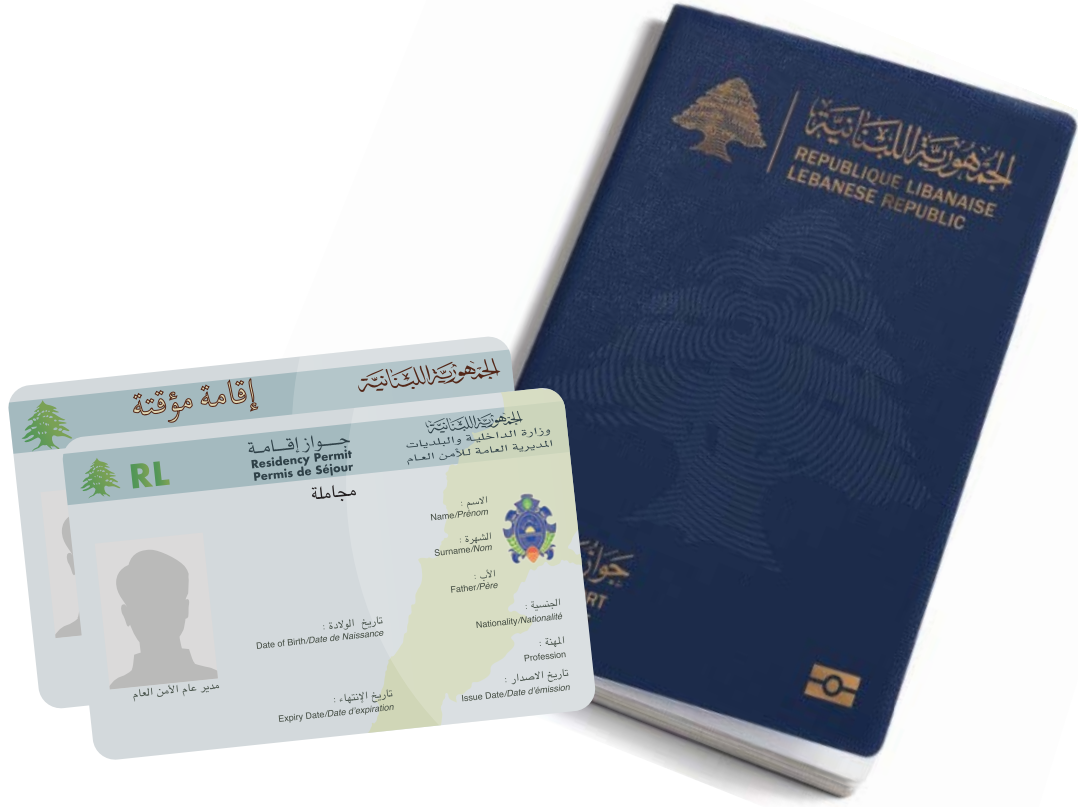 إقامة مؤقتة
الجمهورية اللبنانية
RL
جـــواز إقـــامـــة
Residency Permit
Permis de Séjour
مجاملة
الجمهورية اللبنانية
وزارة الداخلية والبلديات
المديرية العامة للأمن العام
الاسم :
Name/Prénom
الشهرة :
Surname/Nom
الأب :
Father/Père
الجنسية :
Nationality/Nationalité
المهنة :
Profession
تاريخ الاصدار :
Issue Date/Date d'émission
تاريخ الولادة :
Date of Birth/Date de Naissance
تاريخ الإنتهاء :
Expiry Date/Date d'expiration
مدير عام الأمن العام
الجمهورية اللبنانية
REPUBLIQUE LIBANAISE
LEBANESE REPUBLIC
جواز
RT